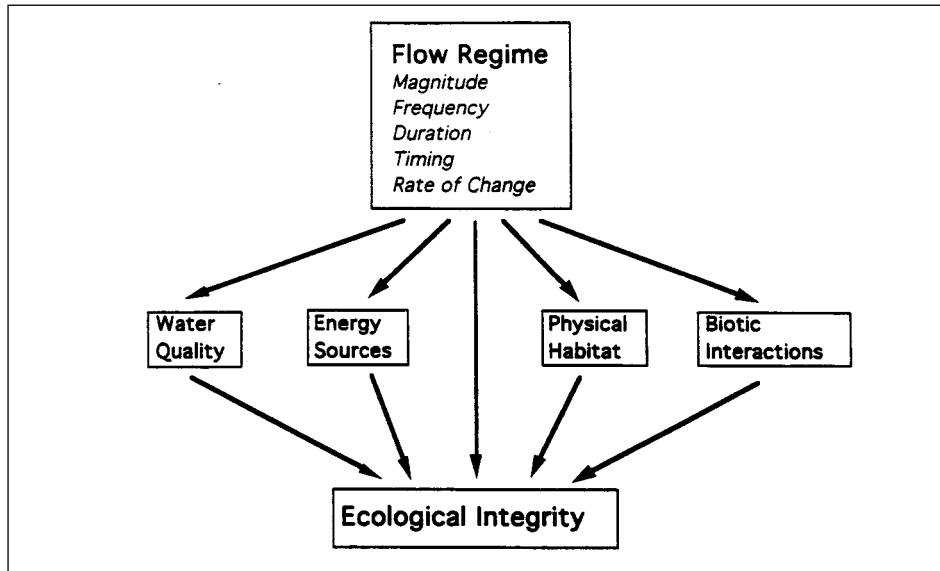 Flow Regime
Magnitude
Frequency
Duration
Timing
Rate of Change
Water
Quality
Energy
Sources
Physical
Habitat
Biotic
Interactions
Ecological Integrity